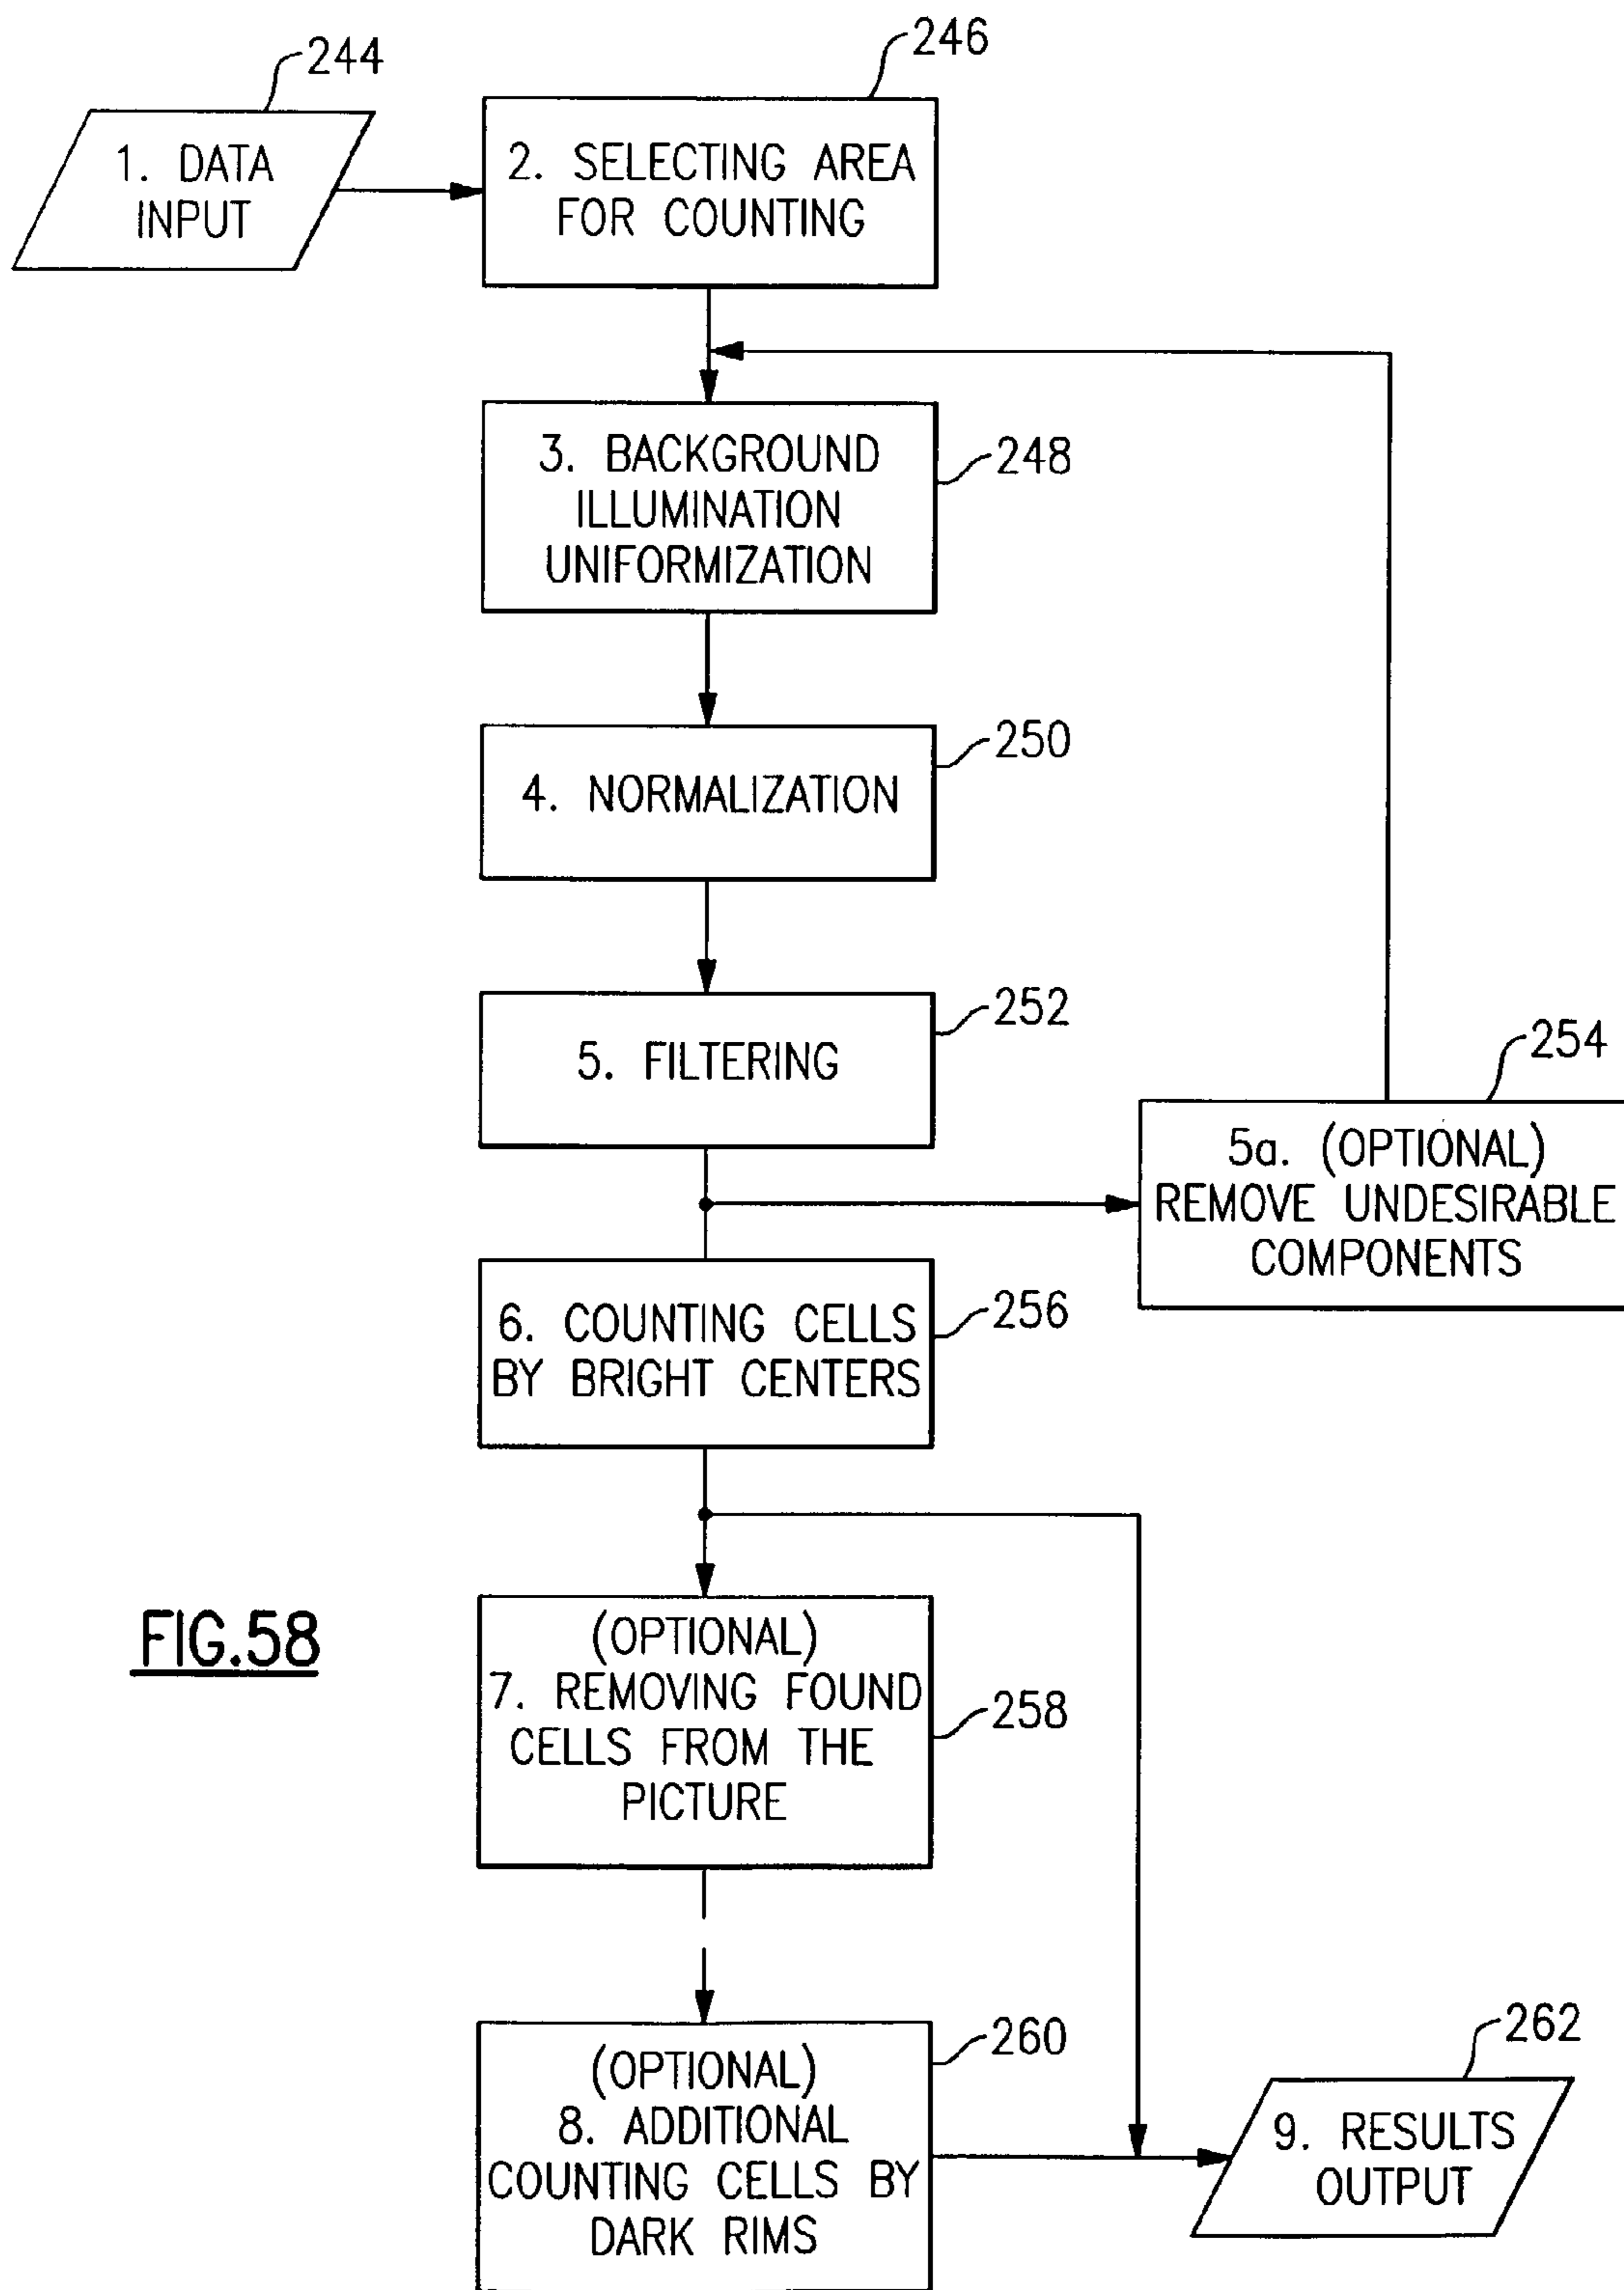 244
1. DATA
INPUT
246
2. SELECTING AREA
FOR COUNTING
3. BACKGROUND
ILLUMINATION
UNIFORMIZATION
248
4. NORMALIZATION
250
5. FILTERING
252
254
5a. (OPTIONAL)
REMOVE UNDESIRABLE
COMPONENTS
6. COUNTING CELLS
BY BRIGHT CENTERS
256
FIG.58
(OPTIONAL)
7. REMOVING FOUND
CELLS FROM THE
PICTURE
258
(OPTIONAL)
8. ADDITIONAL
COUNTING CELLS BY
DARK RIMS
260
262
9. RESULTS
OUTPUT